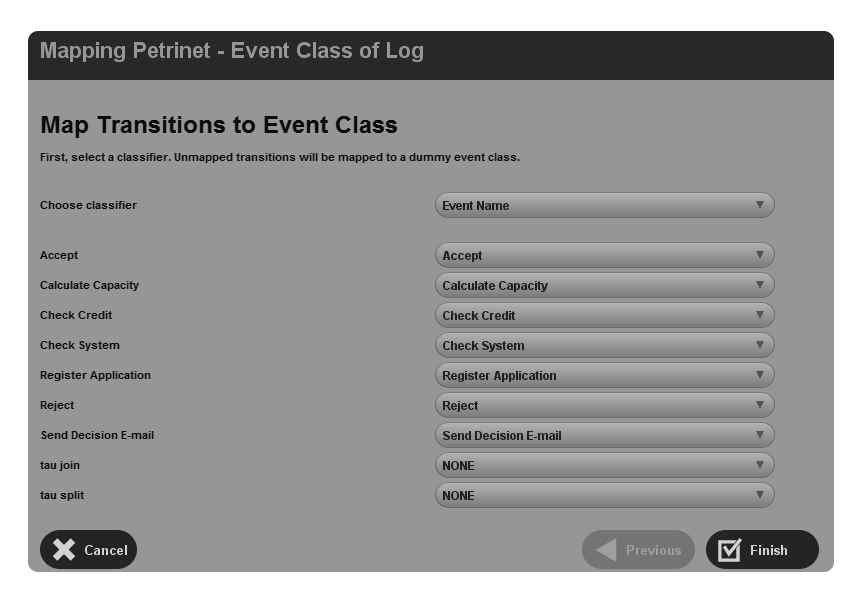 Mapping Petrinet - Event Class of Log
Map Transitions to Event Class
First, select a classifier. Unmapped transitions will be mapped to a dummy event class.
Choose classifier Event Name
Accept Accept
Calculate Capacity Calculate Capacity
Check Credit Check Credit
Check System Check System
Register Application Register Application
Reject Reject
Send Decision E-mail Send Decision E-mail
tau join NONE
tau split NONE
Cancel Previous Finish